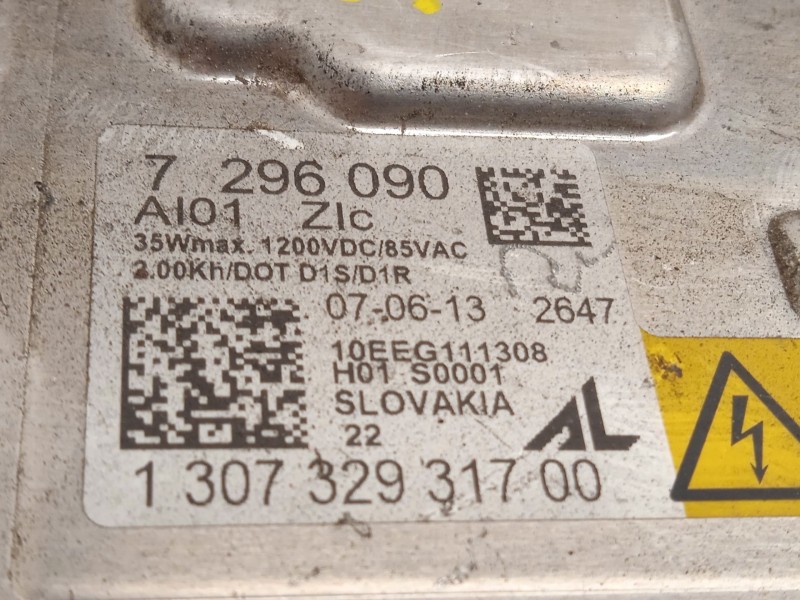 7 296 090
AI01 ZIc
35Wmax. 1200VDC/85VAC
2.00Kh/DOT D1S/D1R
07-06-13 2647
10EEG111308
H01 S0001
SLOVAKIA
22
AL
1 307 329 317 00